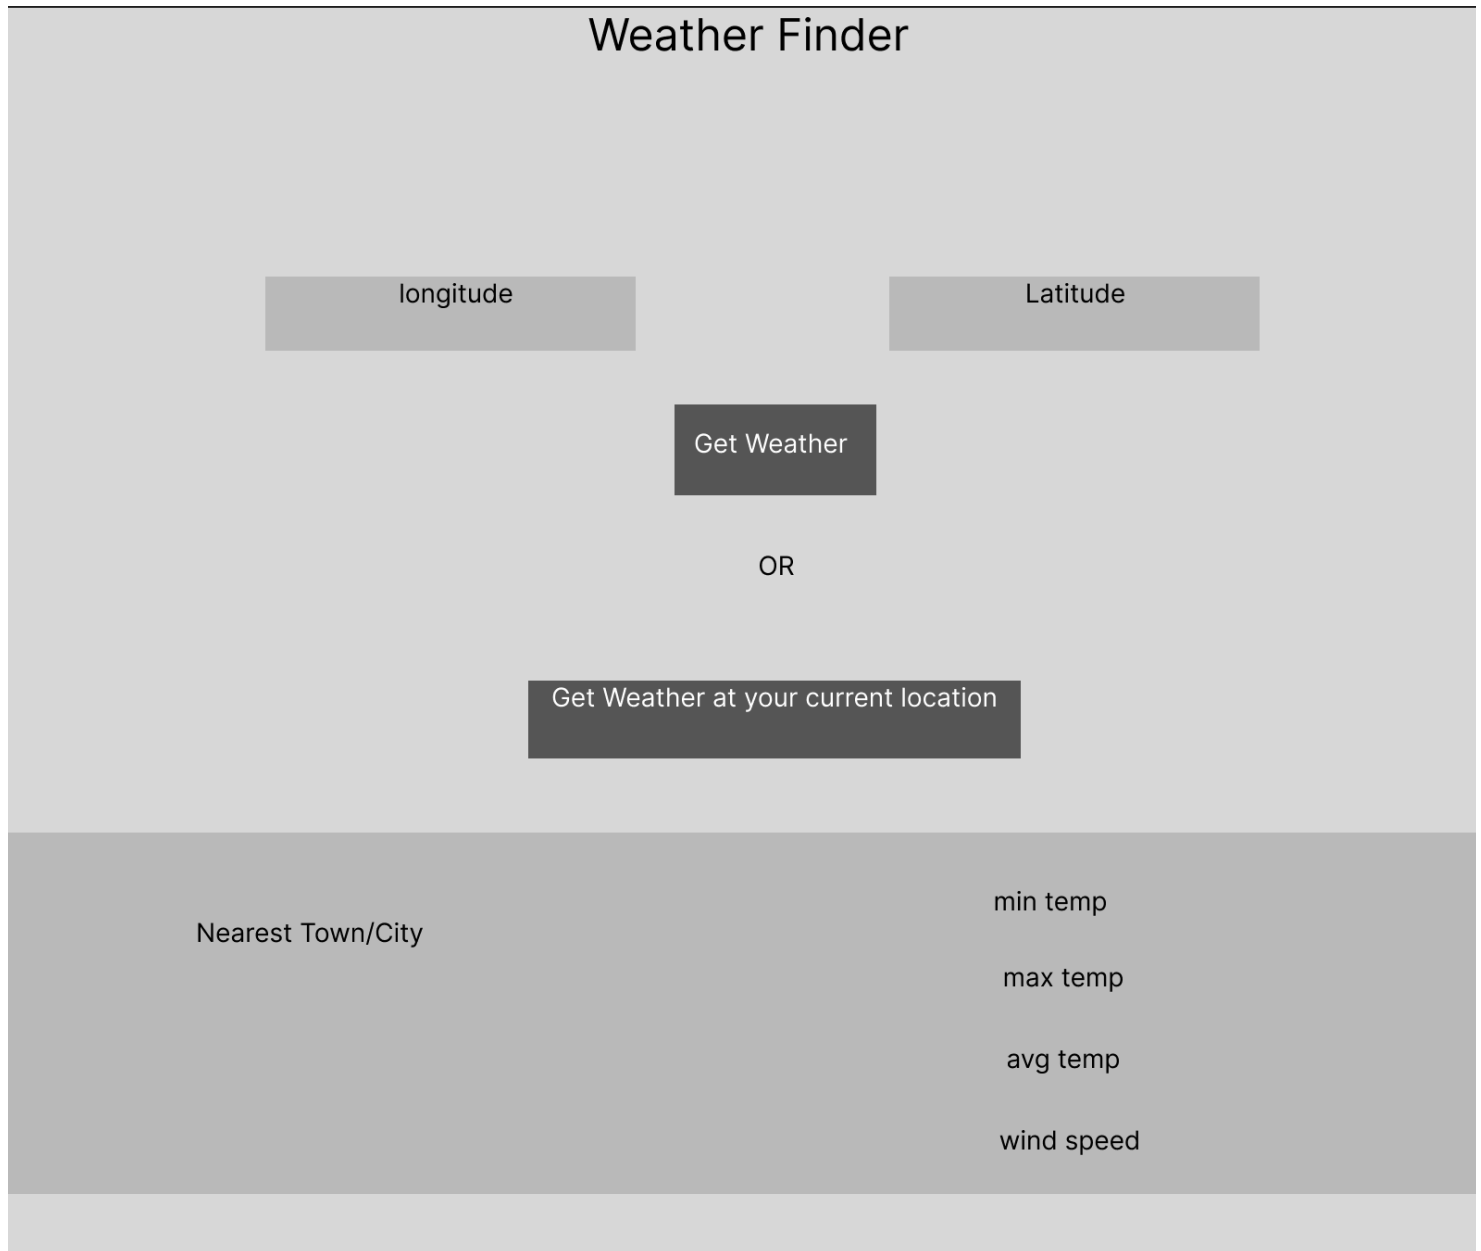 Weather Finder
longitude
Latitude
Get Weather
OR
Get Weather at your current location
Nearest Town/City
min temp
max temp
avg temp
wind speed